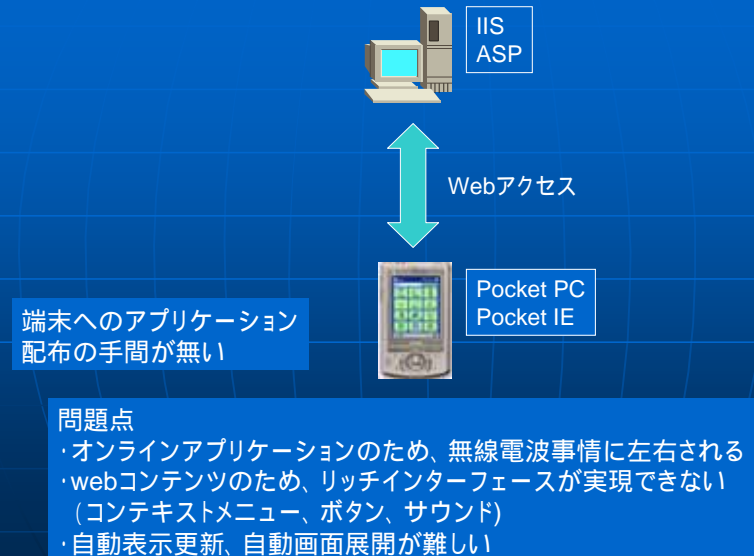 IIS
ASP
Webアクセス
Pocket PC
Pocket IE
端末へのアプリケーション
配布の手間が無い
問題点
・オンラインアプリケーションのため、無線電波事情に左右される
・webコンテンツのため、リッチインターフェースが実現できない
（コンテキストメニュー、ボタン、サウンド)
・自動表示更新、自動画面展開が難しい